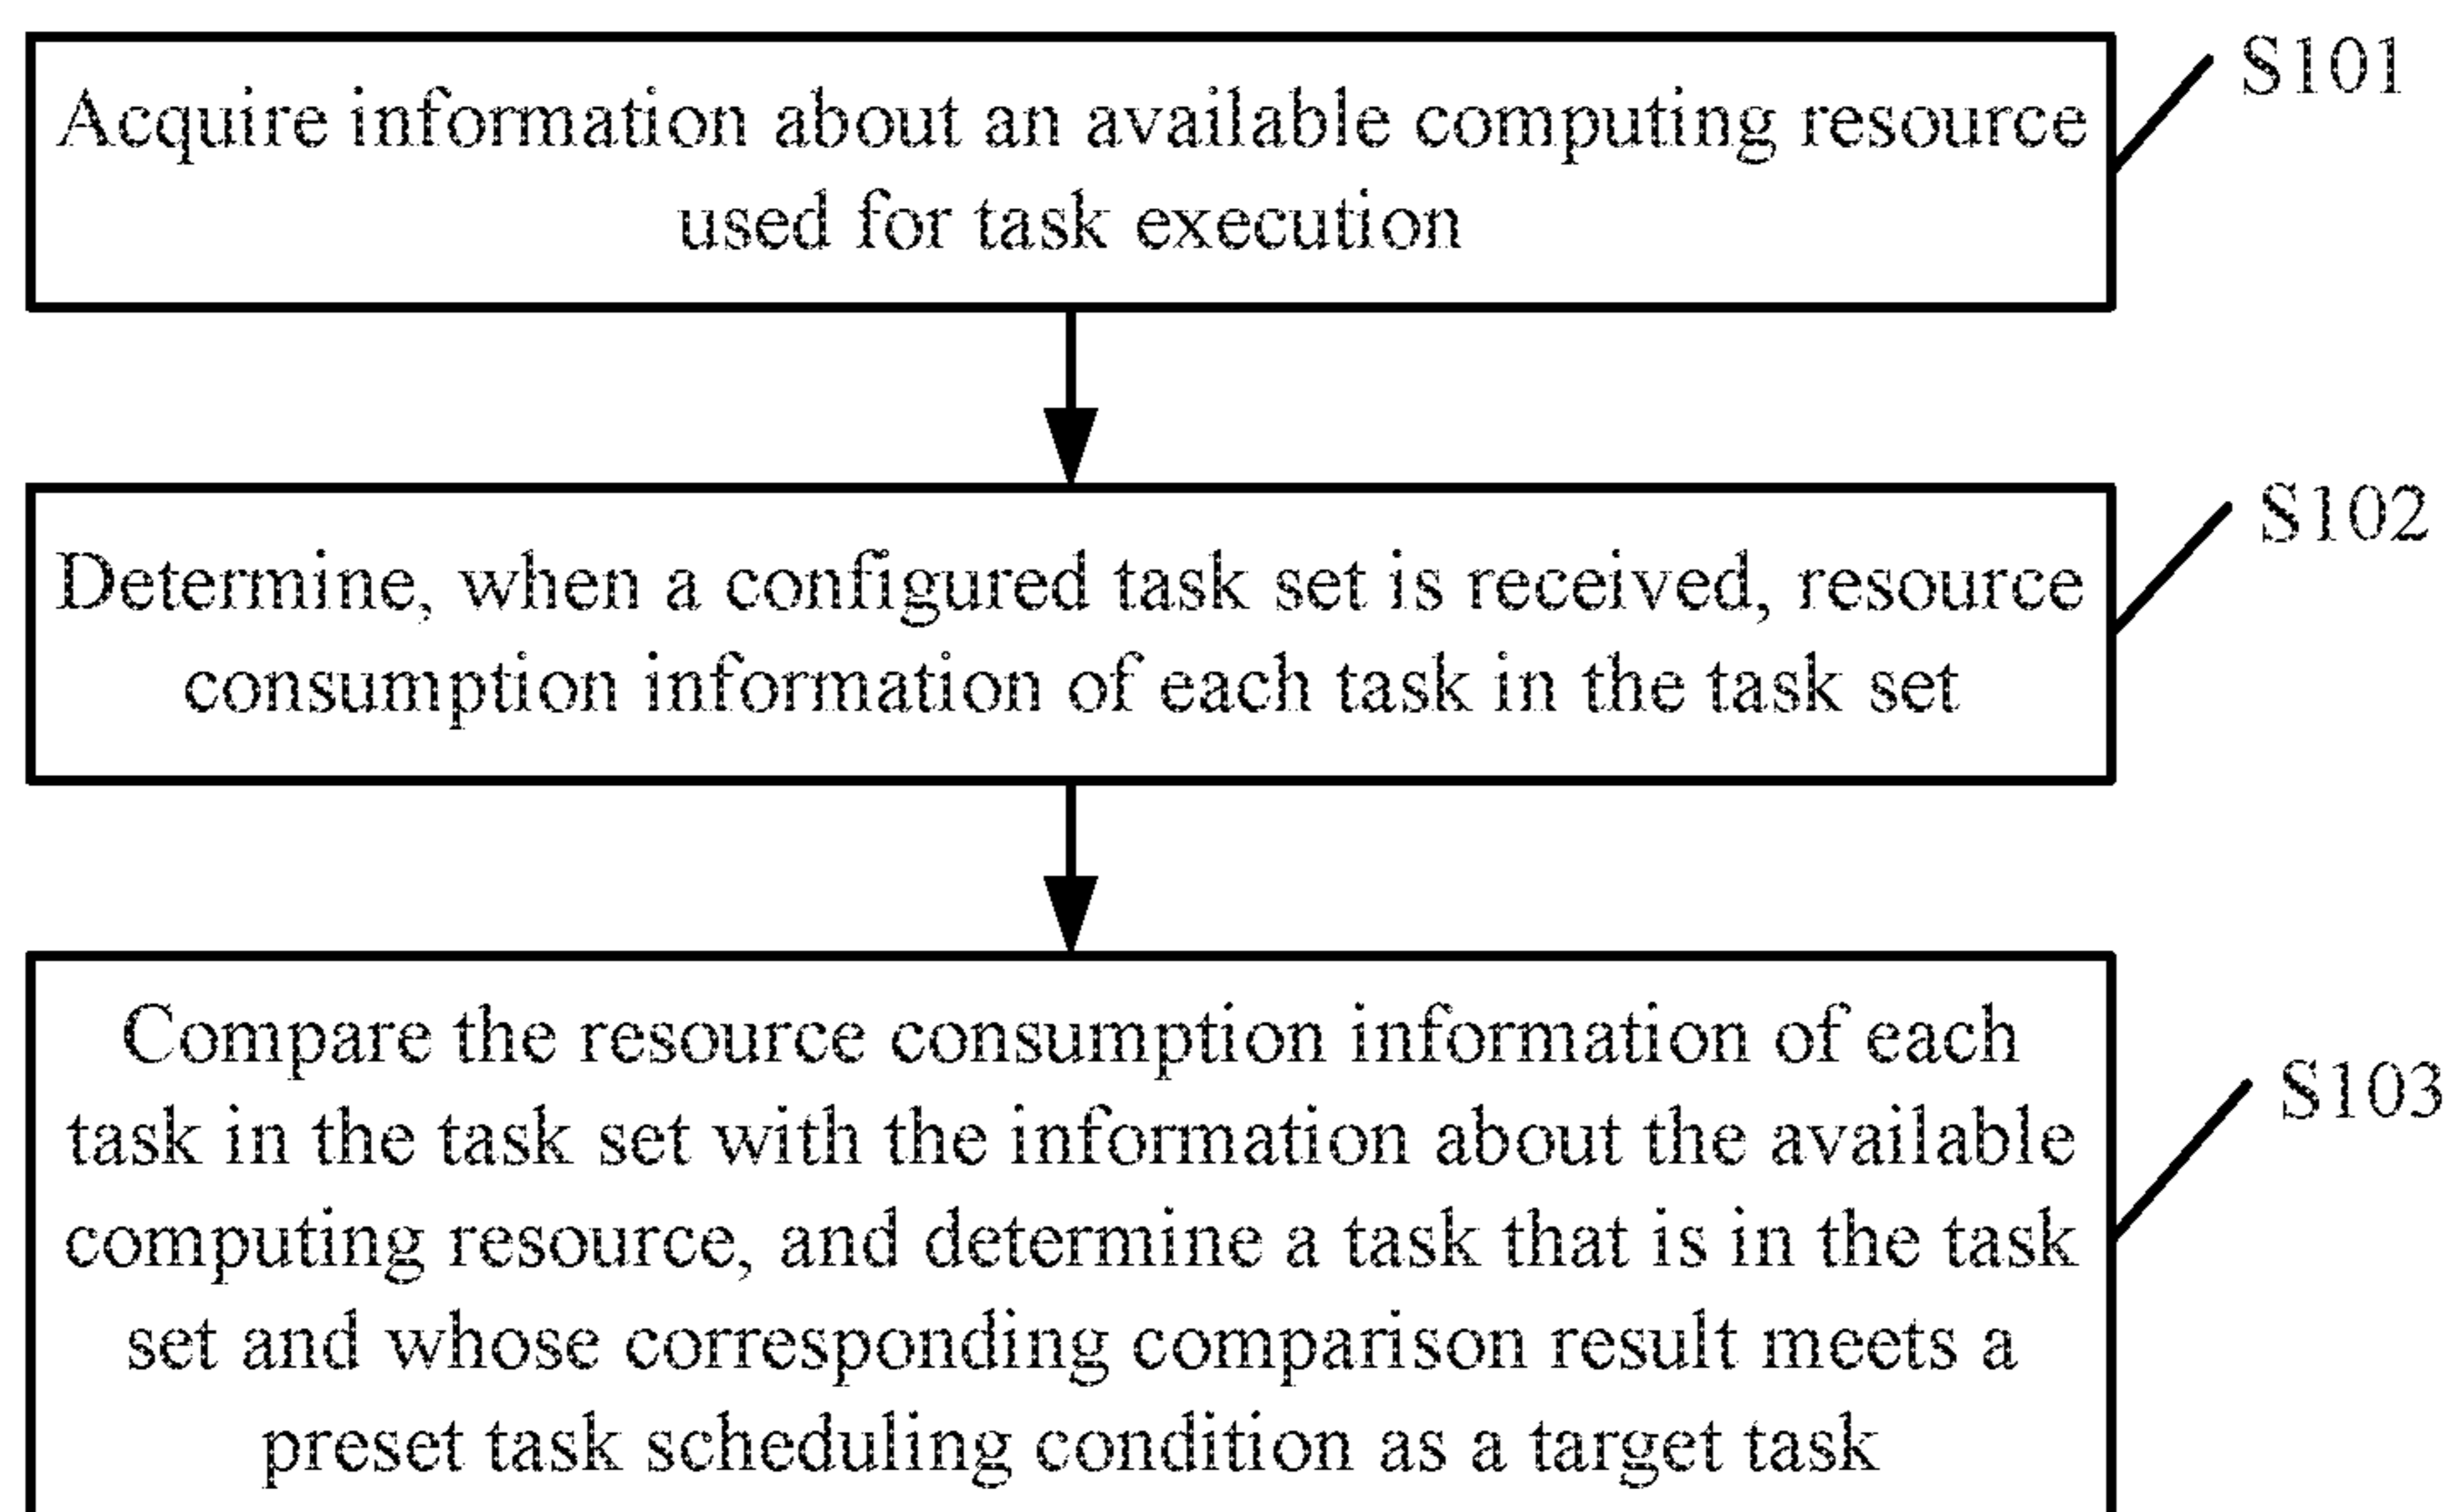 Acquire information about an available computing resource
used for task execution
S101
Determine, when a configured task set is received, resource
consumption information of each task in the task set
S102
Compare the resource consumption information of each
task in the task set with the information about the available
computing resource, and determine a task that is in the task
set and whose corresponding comparison result meets a
preset task scheduling condition as a target task
S103